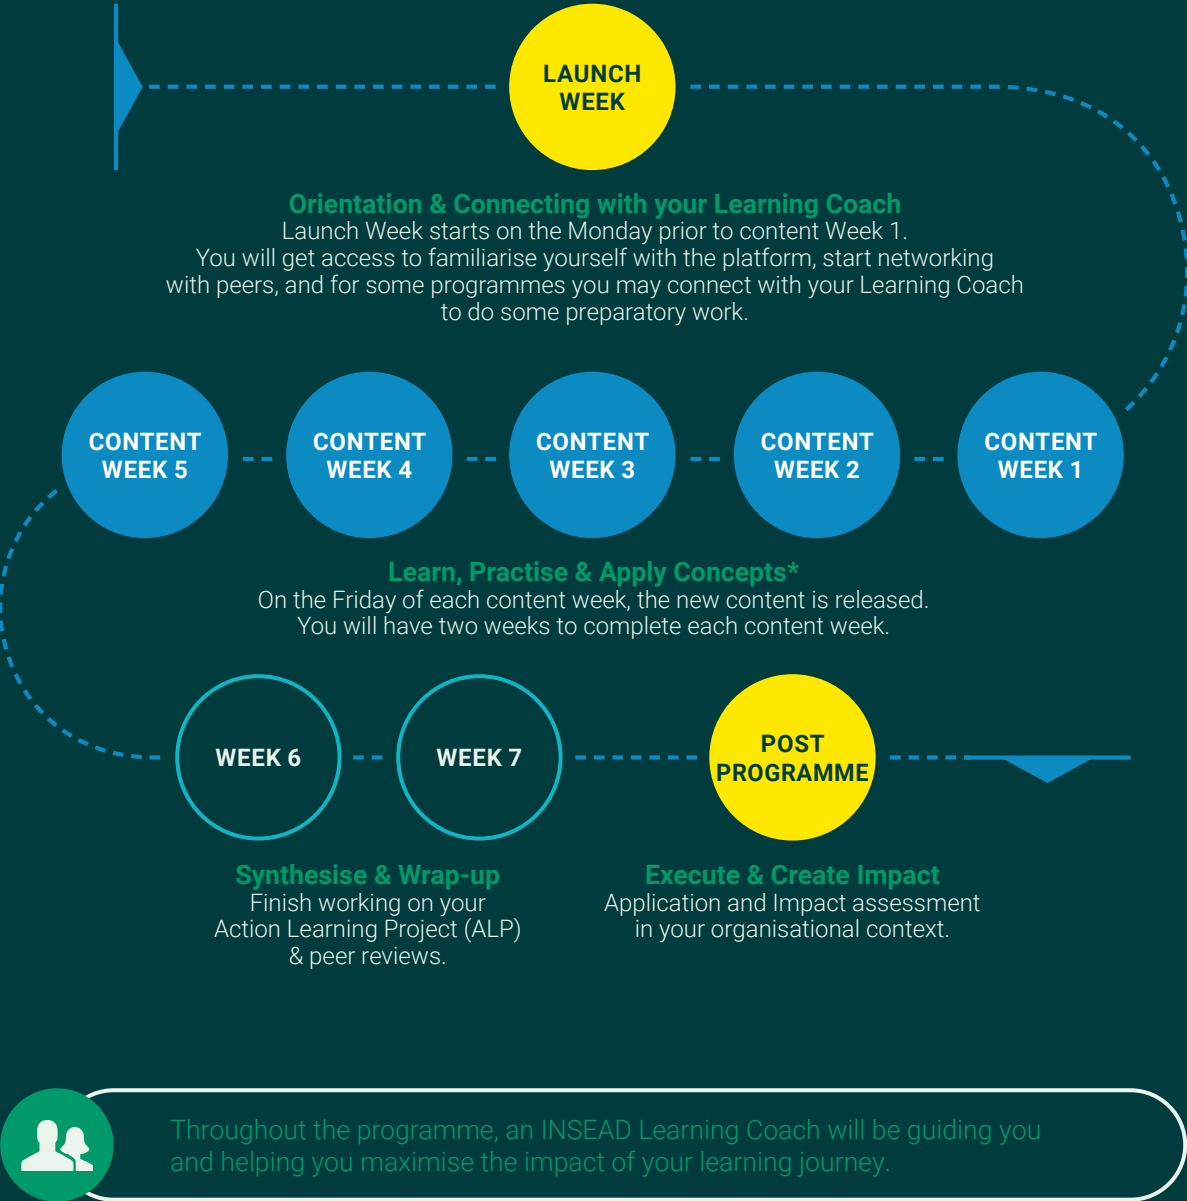 LAUNCH
WEEK
Orientation & Connecting with your Learning Coach
Launch Week starts on the Monday prior to content Week 1.
You will get access to familiarise yourself with the platform, start networking
with peers, and for some programmes you may connect with your Learning Coach
to do some preparatory work.
CONTENT
WEEK 5
CONTENT
WEEK 4
CONTENT
WEEK 3
CONTENT
WEEK 2
CONTENT
WEEK 1
Learn, Practise & Apply Concepts*
On the Friday of each content week, the new content is released.
You will have two weeks to complete each content week.
WEEK 6
WEEK 7
POST
PROGRAMME
Synthesise & Wrap-up
Finish working on your
Action Learning Project (ALP)
& peer reviews.
Execute & Create Impact
Application and Impact assessment
in your organisational context.
Throughout the programme, an INSEAD Learning Coach will be guiding you
and helping you maximise the impact of your learning journey.